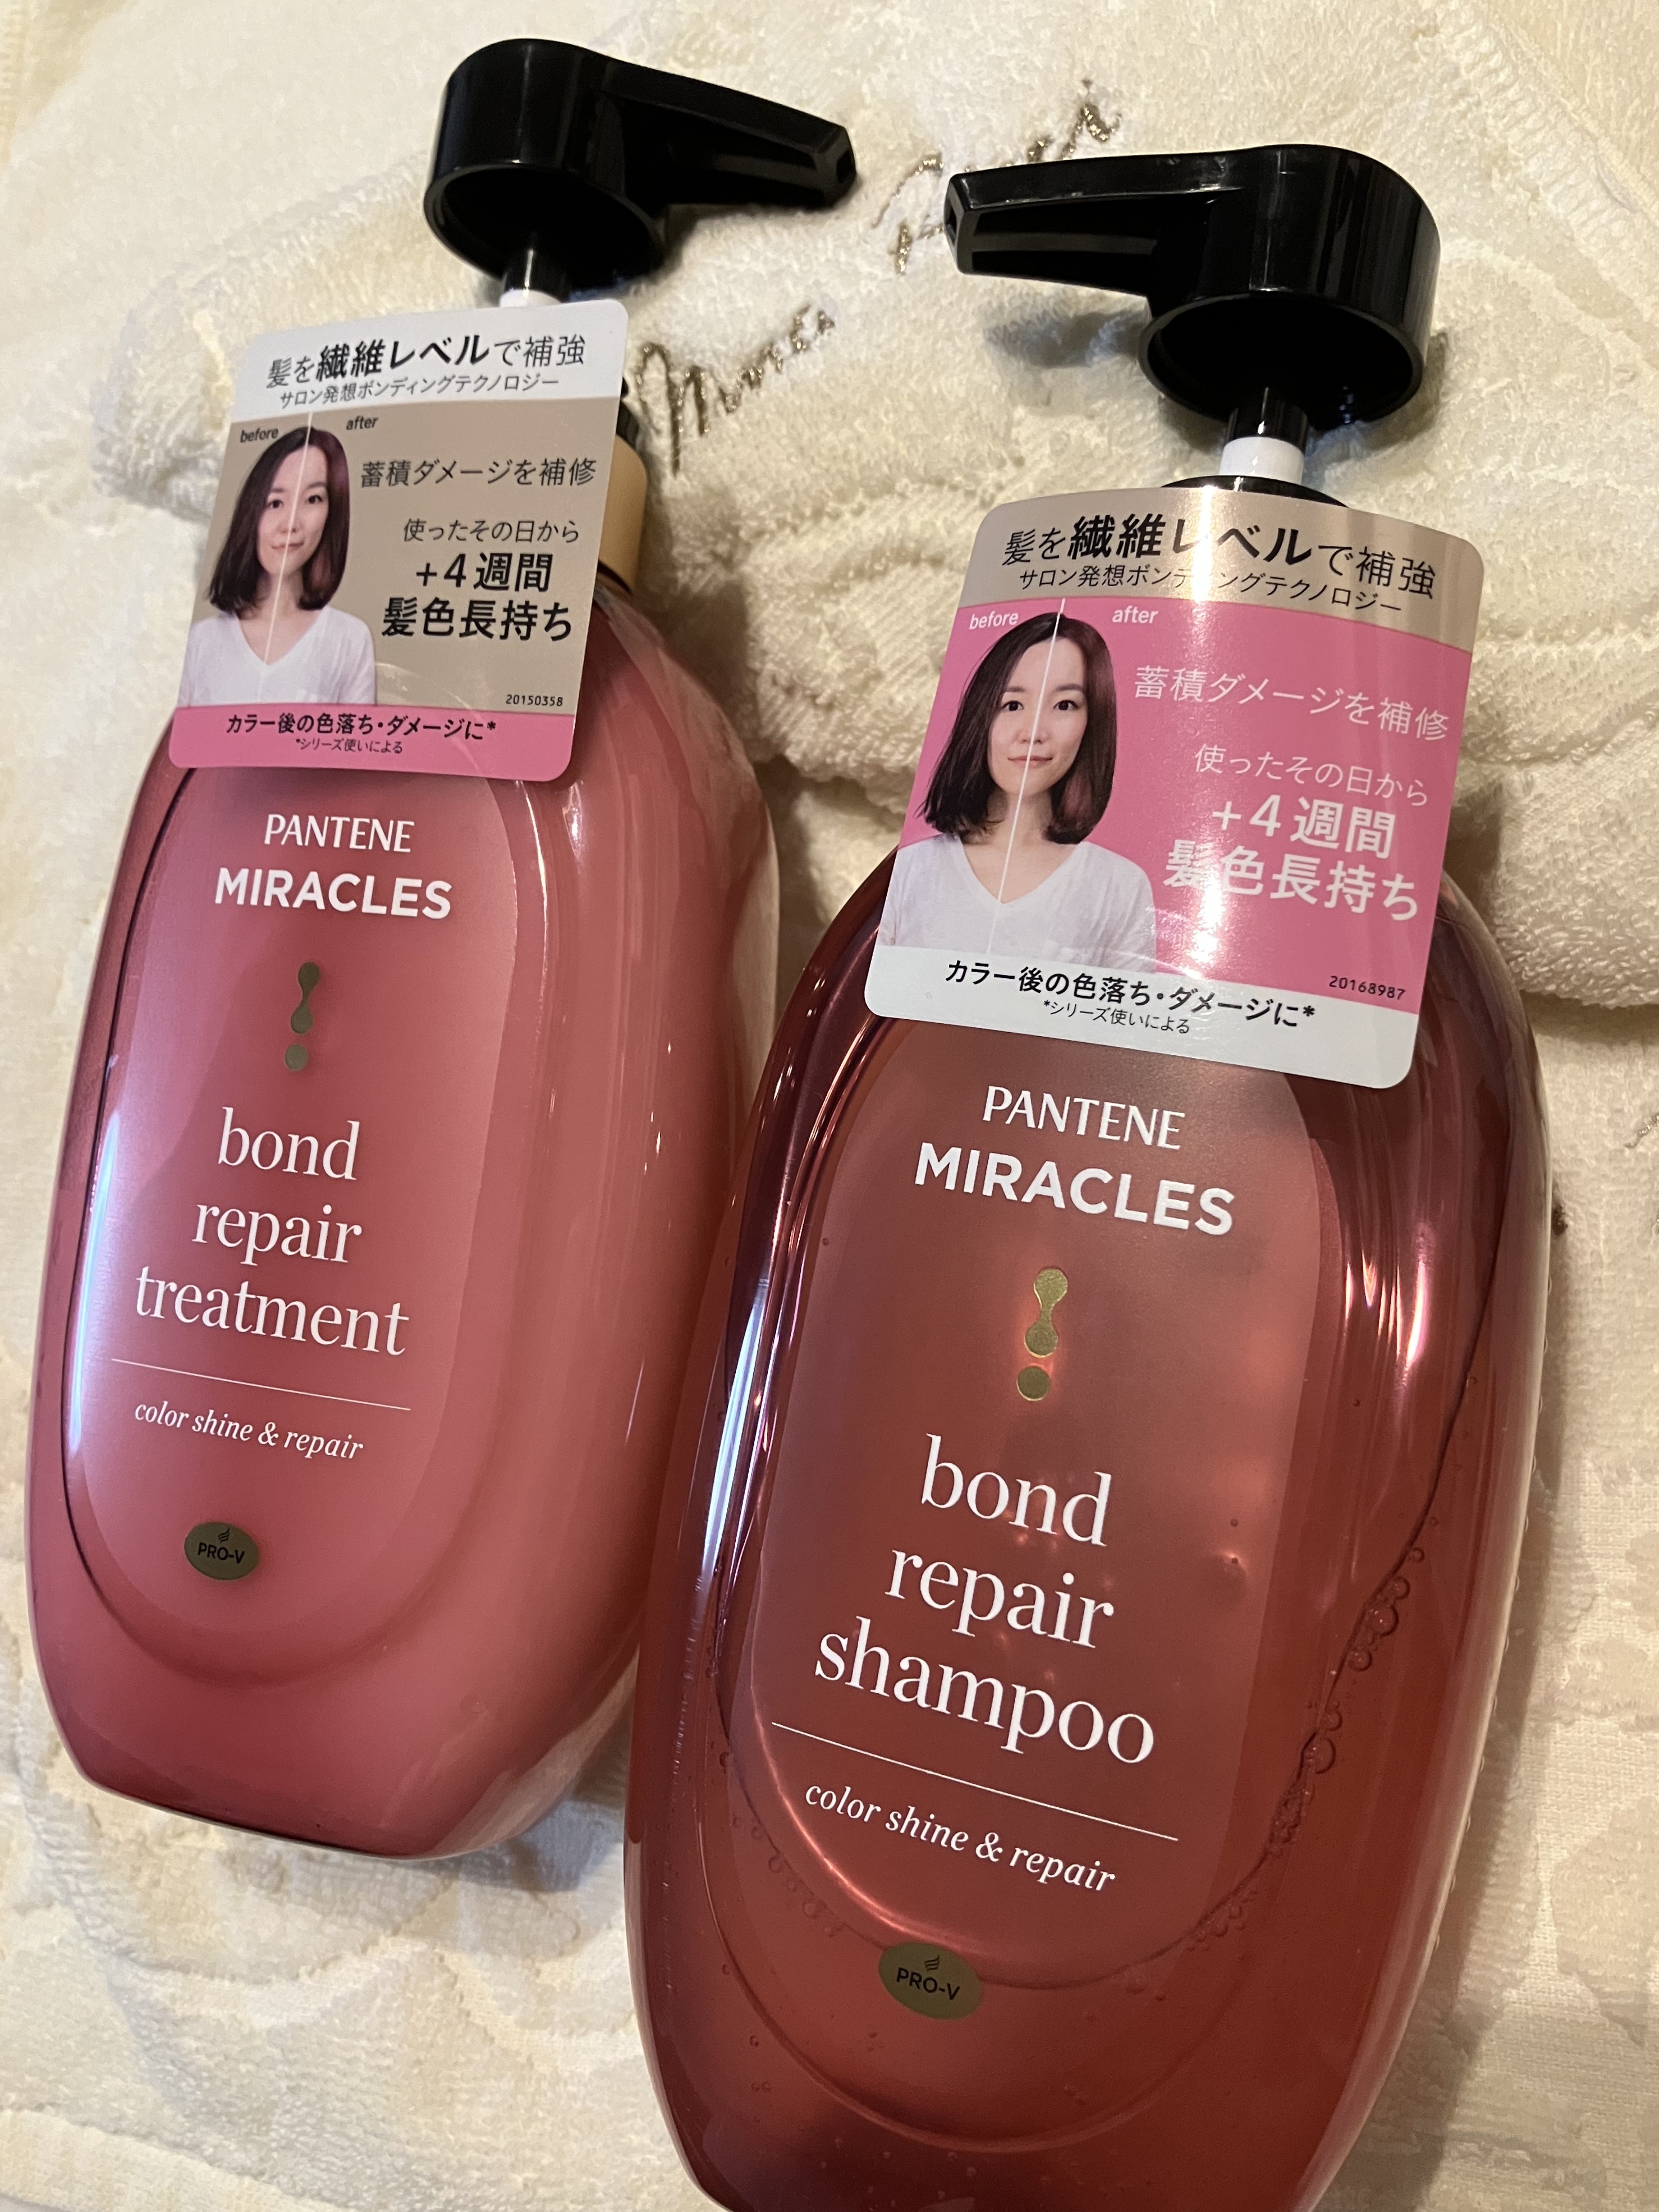 髪を繊維レベルで補強
サロン発想ボンディングテクノロジー
before
after
蓄積ダメージを補修
使ったその日から
+4週間
髪色長持ち
20150358
カラー後の色落ち・ダメージに*
*シリーズ使いによる
PANTENE
MIRACLES
bond
repair
treatment
color shine & repair
PRO-V
髪を繊維レベルで補強
サロン発想ボンディングテクノロジー
before
after
蓄積ダメージを補修
使ったその日から
+4週間
髪色長持ち
20168987
カラー後の色落ち・ダメージに*
*シリーズ使いによる
PANTENE
MIRACLES
bond
repair
shampoo
color shine & repair
PRO-V